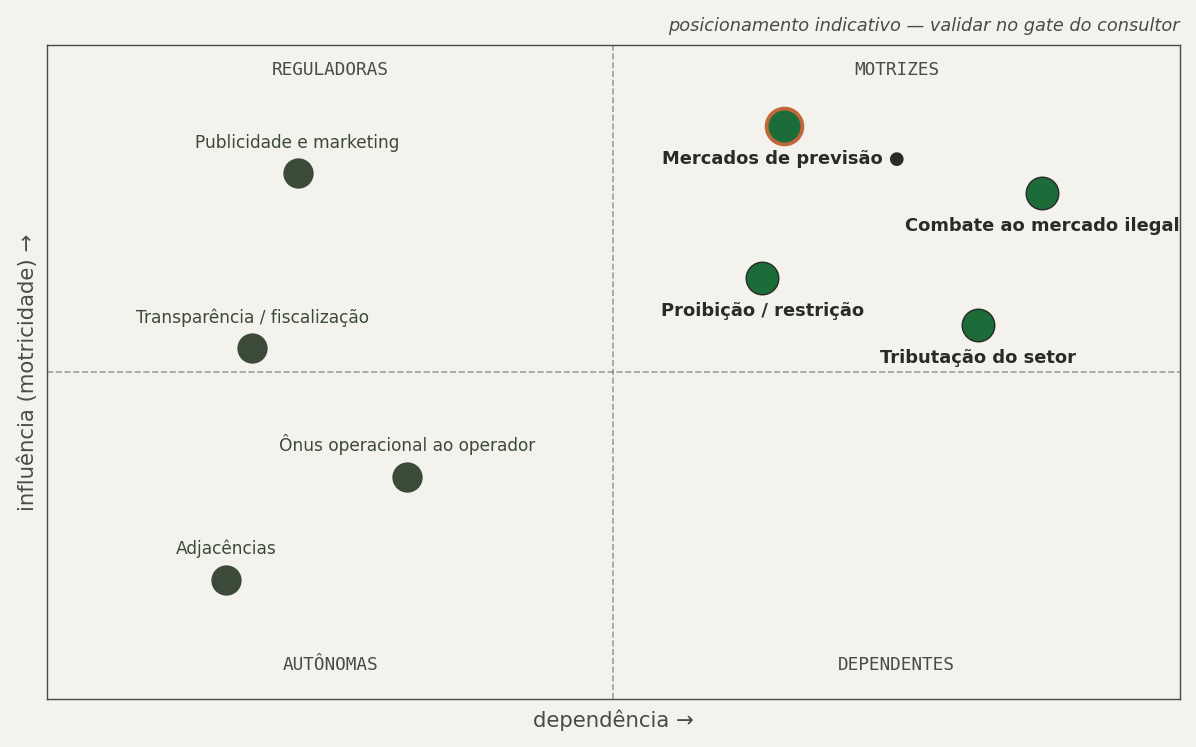 posicionamento indicativo — validar no gate do consultor
REGULADORAS
MOTRIZES
Publicidade e marketing
Mercados de previsão ●
Combate ao mercado ilegal
Transparência / fiscalização
Proibição / restrição
Tributação do setor
influência (motricidade) →
Ônus operacional ao operador
Adjacências
AUTÔNOMAS
DEPENDENTES
dependência →